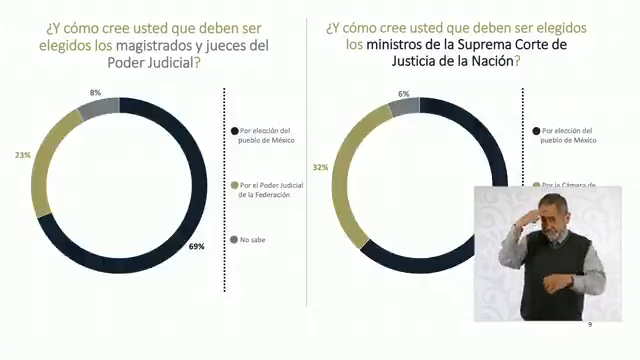 ¿Y cómo cree usted que deben ser
elegidos los magistrados y jueces del
Poder Judicial?
8%
23%
69%
Por elección del
pueblo de México
Por el Poder Judicial
de la Federación
No sabe
¿Y cómo cree usted que deben ser elegidos
los ministros de la Suprema Corte de
Justicia de la Nación?
6%
32%
Por elección del
pueblo de México
Por la Cámara de
9